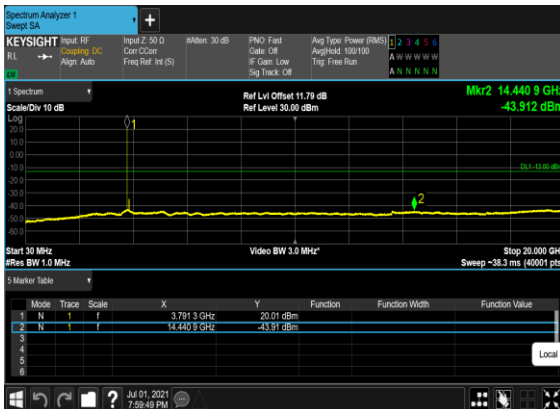 Spectrum Analyzer 1
Swept SA
+
KEYSIGHT Input: RF Input Z: 50 Ω #Atten: 30 dB PNO: Fast Avg Type: Power (RMS) 1 2 3 4 5 6
RL Coupling: DC Corr CCorr Gate: Off Avg|Hold: 100/100 A W W W W W
Align: Auto Freq Ref: Int (S) IF Gain: Low Trig: Free Run
Sig Track: Off A N N N N N
1 Spectrum
Ref Lvl Offset 11.79 dB Mkr2 14.440 9 GHz
Scale/Div 10 dB Ref Level 30.00 dBm -43.912 dBm
Log
20.0
10.0
0.00
-10.0
-20.0
-30.0
-40.0
-50.0
-60.0
1
DL1 -13.00 dBm
2
Start 30 MHz Video BW 3.0 MHz* Stop 20.000 GH
#Res BW 1.0 MHz Sweep ~38.3 ms (40001 pts
5 Marker Table
Mode Trace Scale X Y Function Function Width Function Value
1 N 1 f 3.791 3 GHz 20.01 dBm
2 N 1 f 14.440 9 GHz -43.91 dBm
3
4
5
6
Local
?
Jul 01, 2021
7:59:49 PM